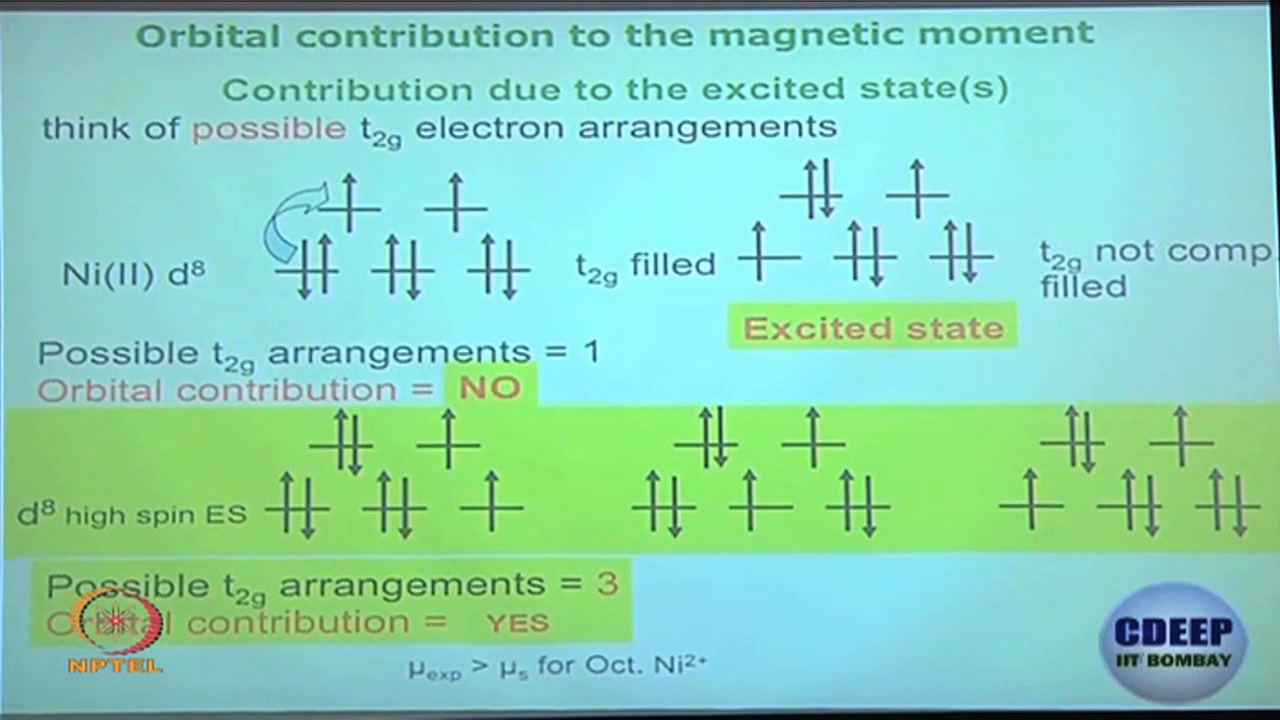 Orbital contribution to the magnetic moment
Contribution due to the excited state(s)
think of possible t₂g electron arrangements
Ni(II) d⁸
t₂g filled
t₂g not comp
filled
Excited state
Possible t₂g arrangements = 1
Orbital contribution = NO
d⁸ high spin ES
Possible t₂g arrangements = 3
Orbital contribution = YES
μexp > μs for Oct. Ni²⁺
NPTEL
CDEEP
IIT BOMBAY